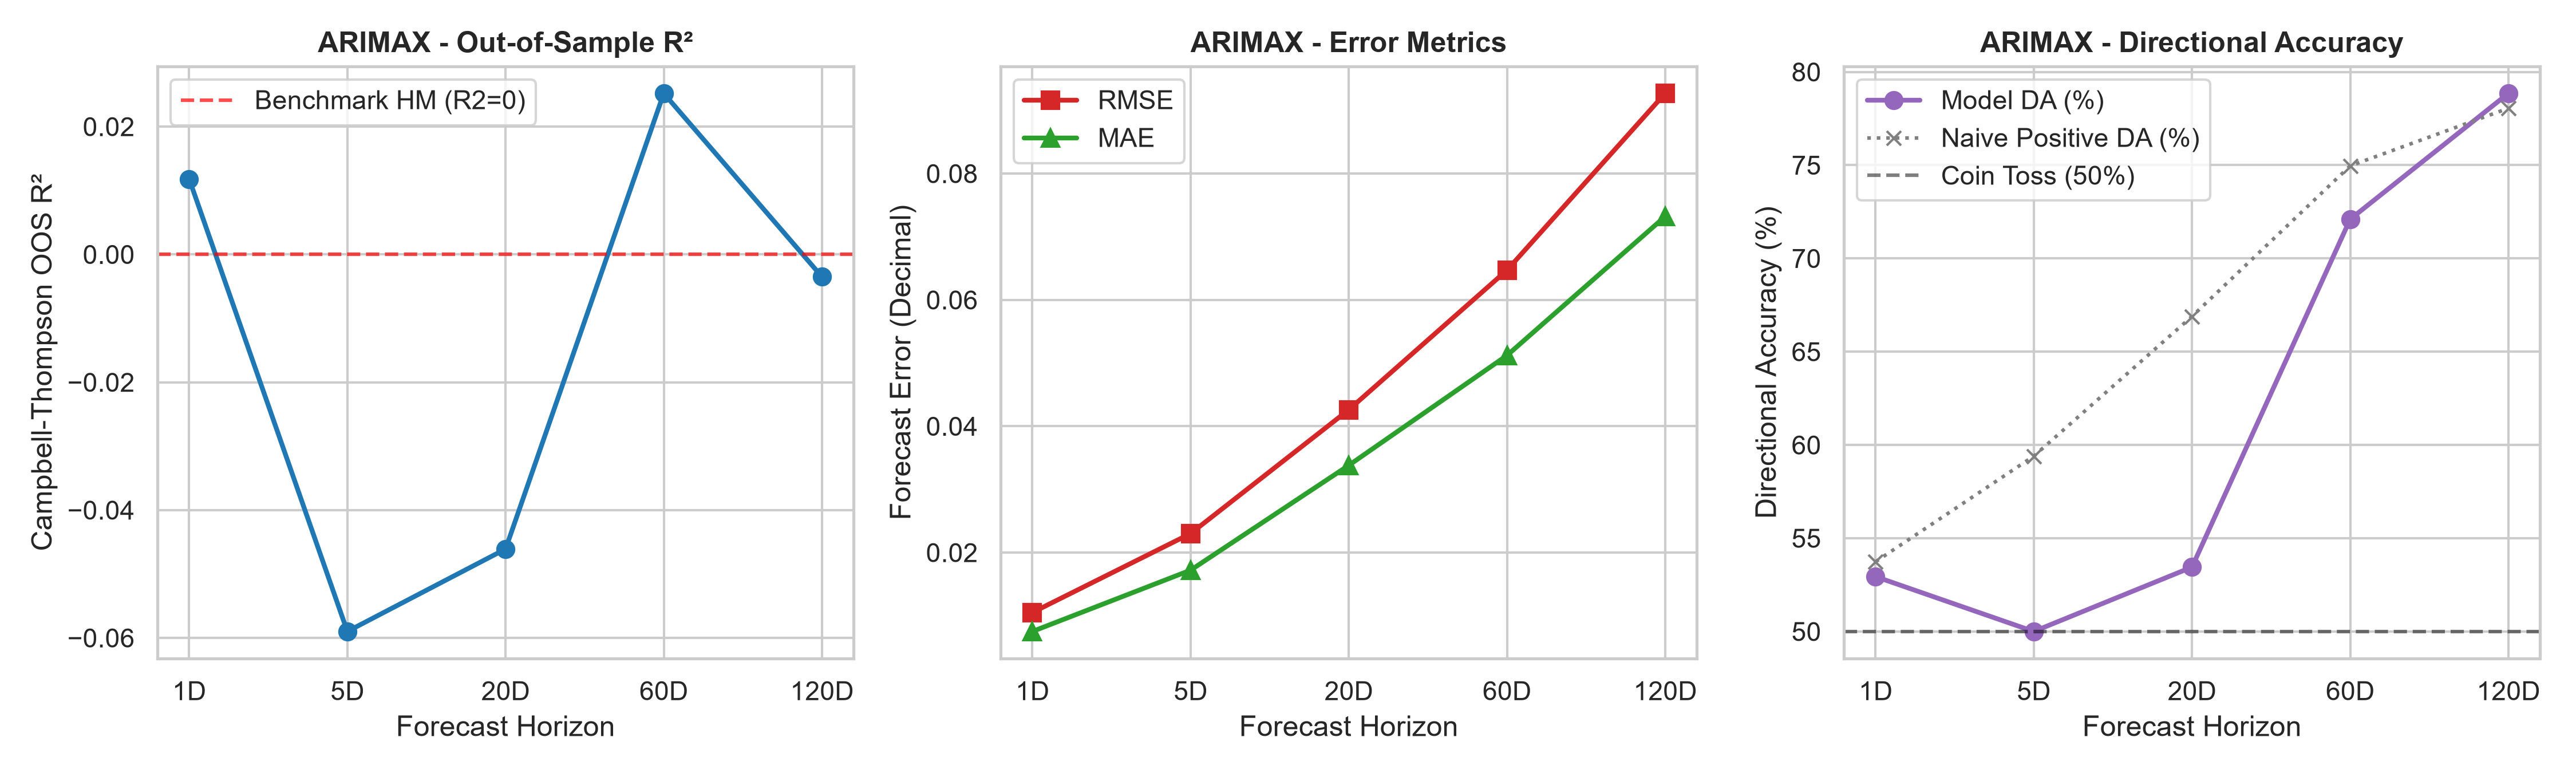 ARIMAX - Out-of-Sample R²
Benchmark HM (R2=0)
Campbell-Thompson OOS R²
0.02
0.00
−0.02
−0.04
−0.06
1D 5D 20D 60D 120D
Forecast Horizon
ARIMAX - Error Metrics
RMSE
MAE
Forecast Error (Decimal)
0.08
0.06
0.04
0.02
1D 5D 20D 60D 120D
Forecast Horizon
ARIMAX - Directional Accuracy
Model DA (%)
Naive Positive DA (%)
Coin Toss (50%)
Directional Accuracy (%)
80
75
70
65
60
55
50
1D 5D 20D 60D 120D
Forecast Horizon